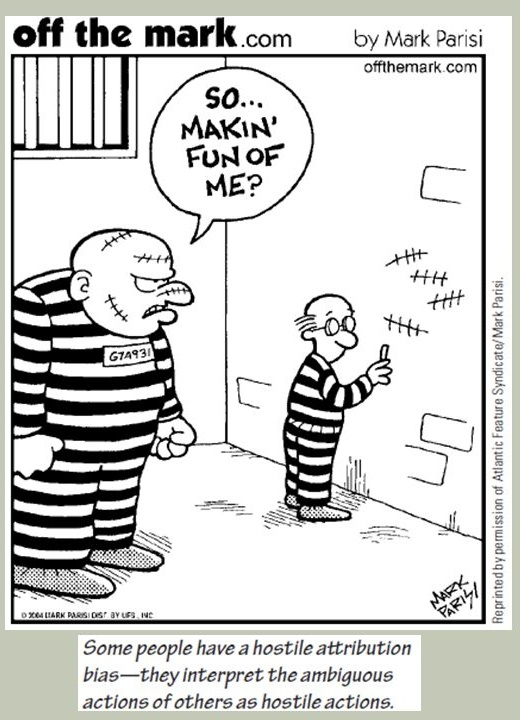 off the mark.com by Mark Parisi
offthemark.com
SO...
MAKIN'
FUN OF
ME?
G74931
MARK
PARISI
© 2004 MARK PARISI DIST. BY UFS, INC.
Reprinted by permission of Atlantic Feature Syndicate/Mark Parisi.
Some people have a hostile attribution
bias—they interpret the ambiguous
actions of others as hostile actions.